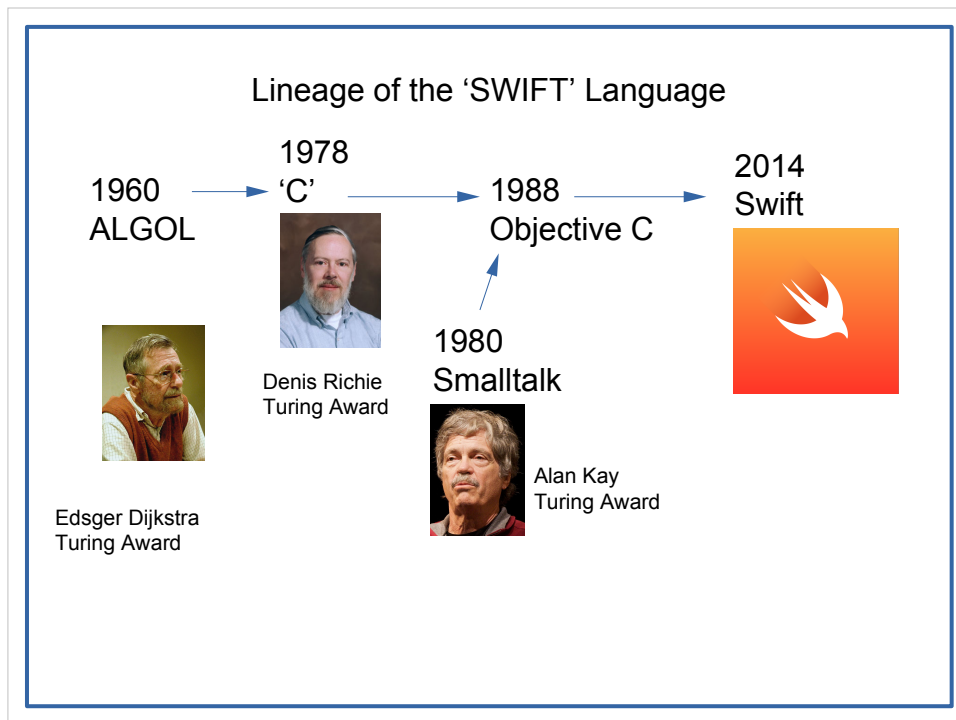 Lineage of the ‘SWIFT’ Language
1960
ALGOL
1978
‘C’
1988
Objective C
2014
Swift
1980
Smalltalk
Denis Richie
Turing Award
Alan Kay
Turing Award
Edsger Dijkstra
Turing Award